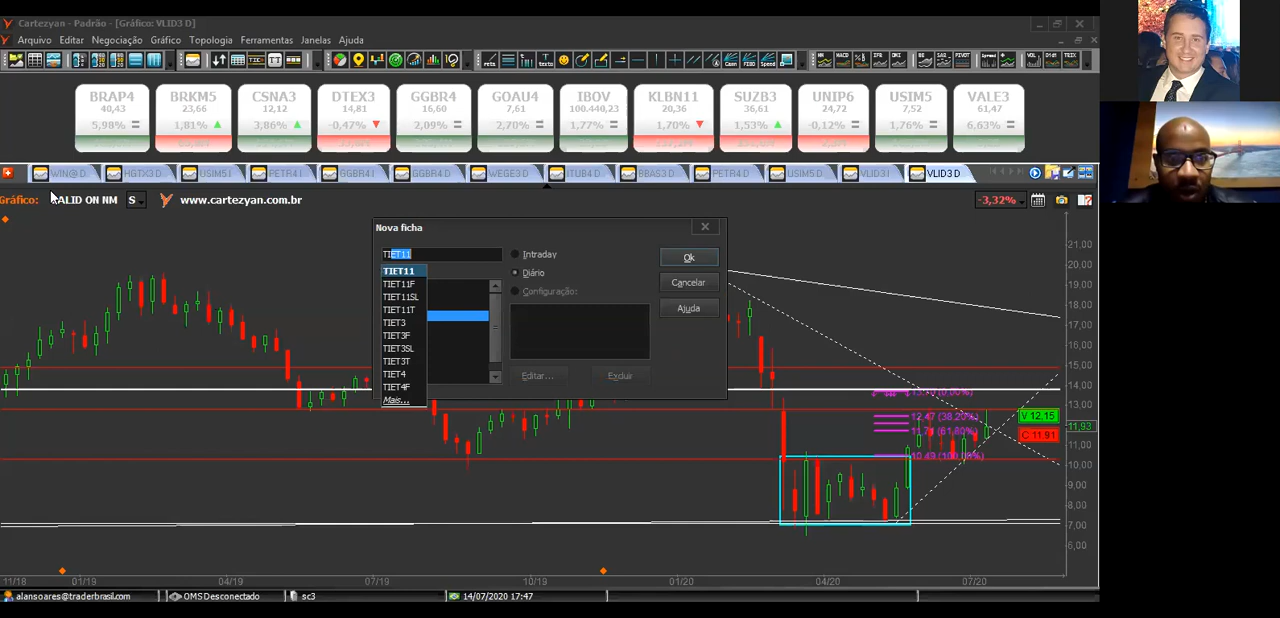 Cartezyan - Padrão - [Gráfico: VLID3 D]
Arquivo Editar Negociação Gráfico Topologia Ferramentas Janelas Ajuda
BRAP4 BRKM5 CSNA3 DTEX3 GGBR4 GOAU4 IBOV KLBN11 SUZB3 UNIP6 USIM5 VALE3
40,43 23,66 12,12 14,81 16,60 7,61 100.440,23 20,36 36,61 24,72 7,52 61,47
5,98% 1,81% 3,86% -0,47% 2,09% 2,70% 1,77% 1,70% 1,53% -0,12% 1,76% 6,63%
WIN@ D HGTX3 D USIM5 I PETR4 I GGBR4 I GGBR4 D WEGE3 D ITUB4 D BBAS3 D PETR4 D USIM5 D VLID3 I VLID3 D
Gráfico: VALID ON NM S www.cartezyan.com.br -3,32%
Nova ficha
TIET11 Intraday Ok
TIET11 Diário
TIET11F Cancelar
TIET11SL Configuração:
TIET11T Ajuda
TIET3
TIET3F
TIET3SL
TIET3T
TIET4 Editar... Excluir
TIET4F
Mais...
21,00
20,00
19,00
18,00
17,00
16,00
15,00
14,00
13,00
12,47 (38,20%) V 12.15
11,93
(61,80%) C 11.91
11,00
10,49 (100,00%)
10,00
9,00
8,00
7,00
6,00
11/18 01/19 04/19 07/19 10/19 01/20 04/20 07/20
alansoares@traderbrasil.com OMS Desconectado sc3 14/07/2020 17:47